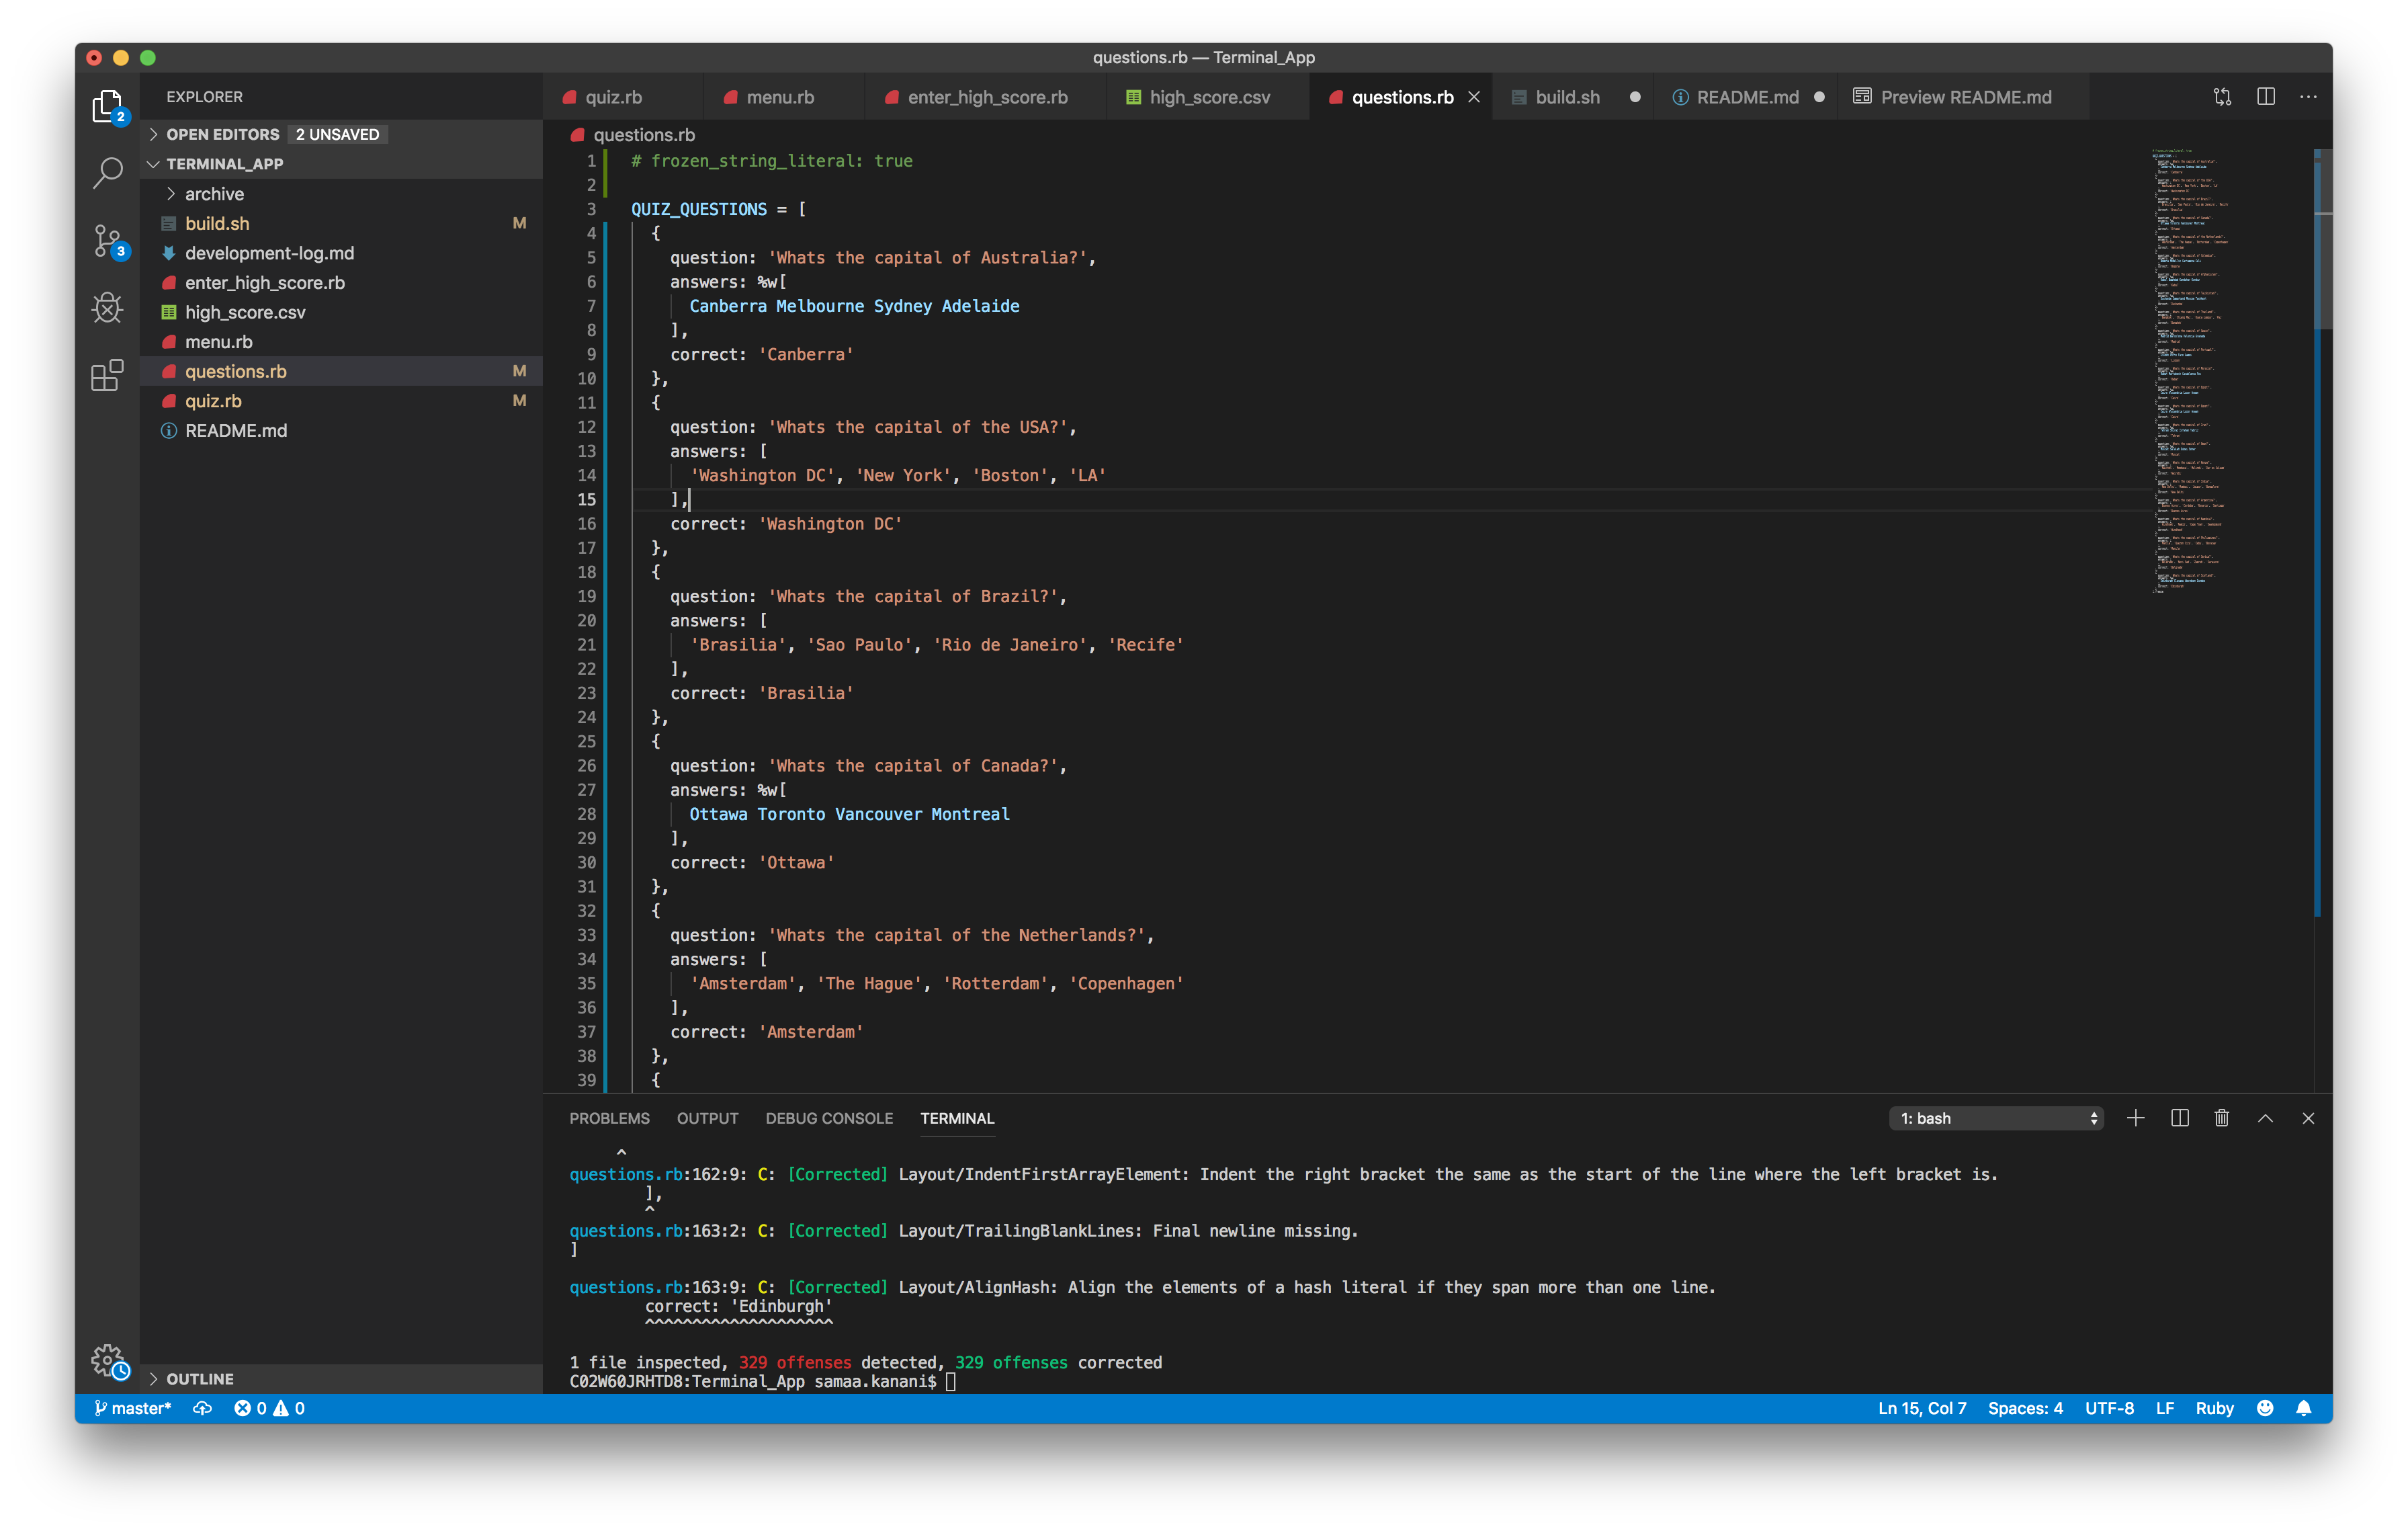 questions.rb — Terminal_App
EXPLORER
2
OPEN EDITORS 2 UNSAVED
TERMINAL_APP
archive
build.sh M
development-log.md
enter_high_score.rb
high_score.csv
menu.rb
questions.rb M
quiz.rb M
README.md
3
OUTLINE
quiz.rb menu.rb enter_high_score.rb high_score.csv questions.rb build.sh README.md Preview README.md
questions.rb
1 # frozen_string_literal: true
2
3 QUIZ_QUESTIONS = [
4 {
5 question: 'Whats the capital of Australia?',
6 answers: %w[
7 Canberra Melbourne Sydney Adelaide
8 ],
9 correct: 'Canberra'
10 },
11 {
12 question: 'Whats the capital of the USA?',
13 answers: [
14 'Washington DC', 'New York', 'Boston', 'LA'
15 ],
16 correct: 'Washington DC'
17 },
18 {
19 question: 'Whats the capital of Brazil?',
20 answers: [
21 'Brasilia', 'Sao Paulo', 'Rio de Janeiro', 'Recife'
22 ],
23 correct: 'Brasilia'
24 },
25 {
26 question: 'Whats the capital of Canada?',
27 answers: %w[
28 Ottawa Toronto Vancouver Montreal
29 ],
30 correct: 'Ottawa'
31 },
32 {
33 question: 'Whats the capital of the Netherlands?',
34 answers: [
35 'Amsterdam', 'The Hague', 'Rotterdam', 'Copenhagen'
36 ],
37 correct: 'Amsterdam'
38 },
39 {
PROBLEMS OUTPUT DEBUG CONSOLE TERMINAL 1: bash
^
questions.rb:162:9: C: [Corrected] Layout/IndentFirstArrayElement: Indent the right bracket the same as the start of the line where the left bracket is.
],
^
questions.rb:163:2: C: [Corrected] Layout/TrailingBlankLines: Final newline missing.
]
questions.rb:163:9: C: [Corrected] Layout/AlignHash: Align the elements of a hash literal if they span more than one line.
correct: 'Edinburgh'
^^^^^^^^^^^^^^^^^^^^
1 file inspected, 329 offenses detected, 329 offenses corrected
C02W60JRHTD8:Terminal_App samaa.kanani$
master* 0 0 Ln 15, Col 7 Spaces: 4 UTF-8 LF Ruby